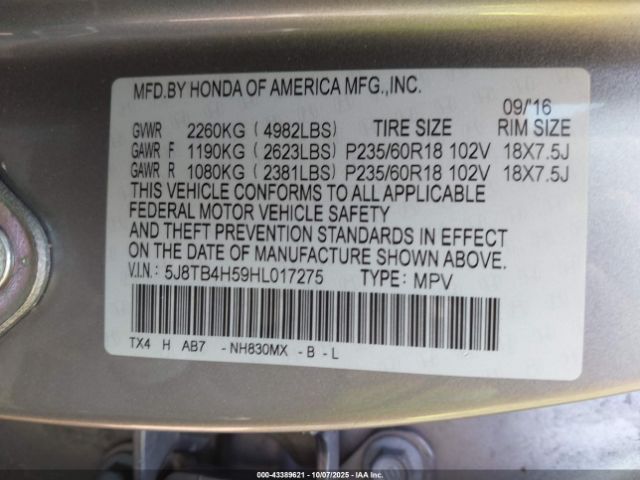 MFD.BY HONDA OF AMERICA MFG.,INC.
09/'16
GVWR 2260KG ( 4982LBS) TIRE SIZE RIM SIZE
GAWR F 1190KG ( 2623LBS) P235/60R18 102V 18X7.5J
GAWR R 1080KG ( 2381LBS) P235/60R18 102V 18X7.5J
THIS VEHICLE CONFORMS TO ALL APPLICABLE
FEDERAL MOTOR VEHICLE SAFETY
AND THEFT PREVENTION STANDARDS IN EFFECT
ON THE DATE OF MANUFACTURE SHOWN ABOVE.
V.I.N.: 5J8TB4H59HL017275 TYPE: MPV
TX4 H AB7 -NH830MX -B -L
000-43389621 - 10/07/2025 - IAAI.COM